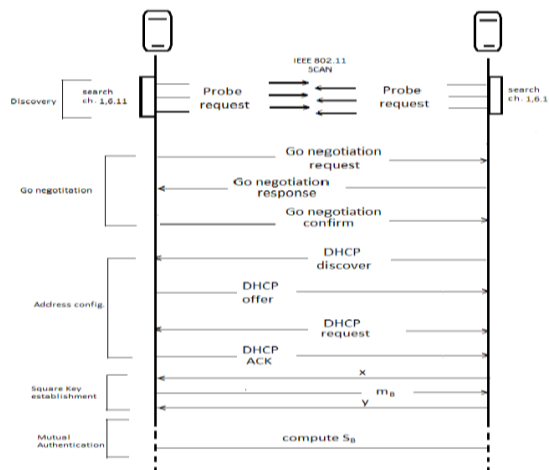 IEEE 802.11
SCAN
Discovery
search
ch. 1,6.11
Probe
request
Probe
request
search
ch. 1,6.1
Go negotiation
request
Go negotitation
Go negotiation
response
Go negotiation
confirm
DHCP
discover
Address config.
DHCP
offer
DHCP
request
DHCP
ACK
x
Square Key
establishment
m_B
y
Mutual
Authentication
compute S_B